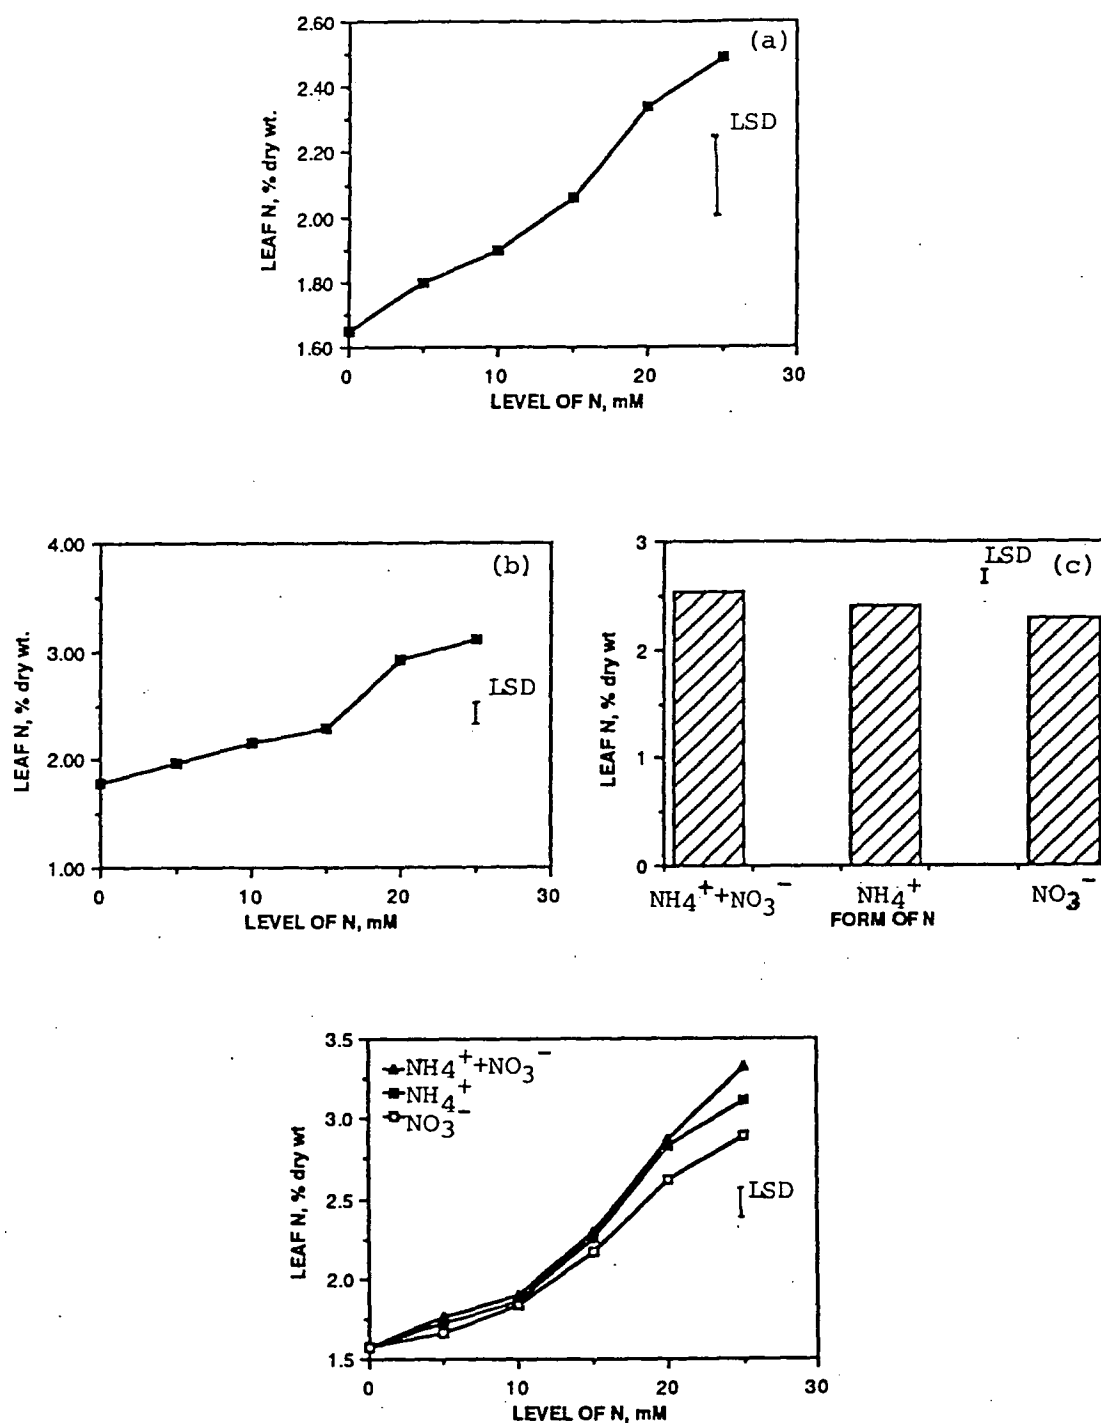 2.60
2.40
2.20
2.00
1.80
1.60
LEAF N, % dry wt.
(a)
LSD
0 10 20 30
LEVEL OF N, mM
4.00
3.00
2.00
1.00
LEAF N, % dry wt.
(b)
LSD
0 10 20 30
LEVEL OF N, mM
3
2
1
0
LEAF N, % dry wt
LSD (c)
NH4⁺+NO₃⁻ NH₄⁺ NO₃⁻
FORM OF N
3.5
3.0
2.5
2.0
1.5
LEAF N, % dry wt
NH4⁺+NO₃⁻
NH₄⁺
NO₃⁻
LSD
0 10 20 30
LEVEL OF N, mM